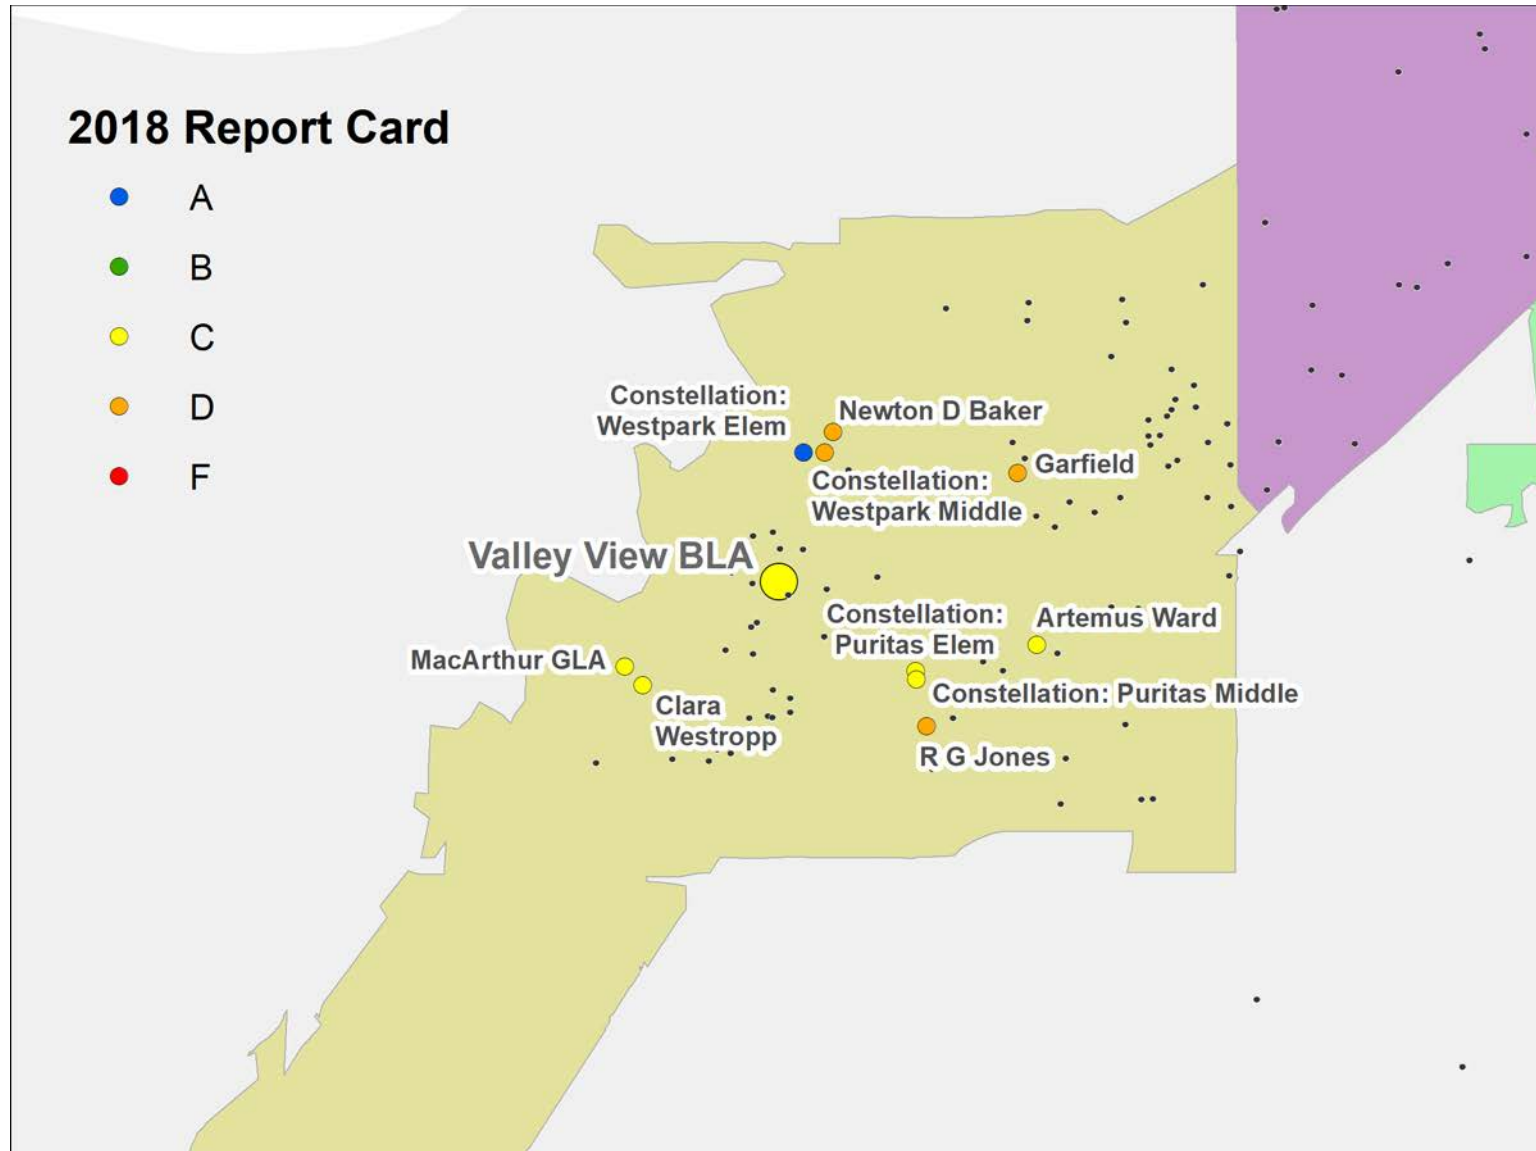 2018 Report Card
A
B
C
D
F
Constellation:
Westpark Elem
Newton D Baker
Garfield
Constellation:
Westpark Middle
Valley View BLA
Constellation:
Puritas Elem
Artemus Ward
MacArthur GLA
Constellation: Puritas Middle
Clara
Westropp
R G Jones